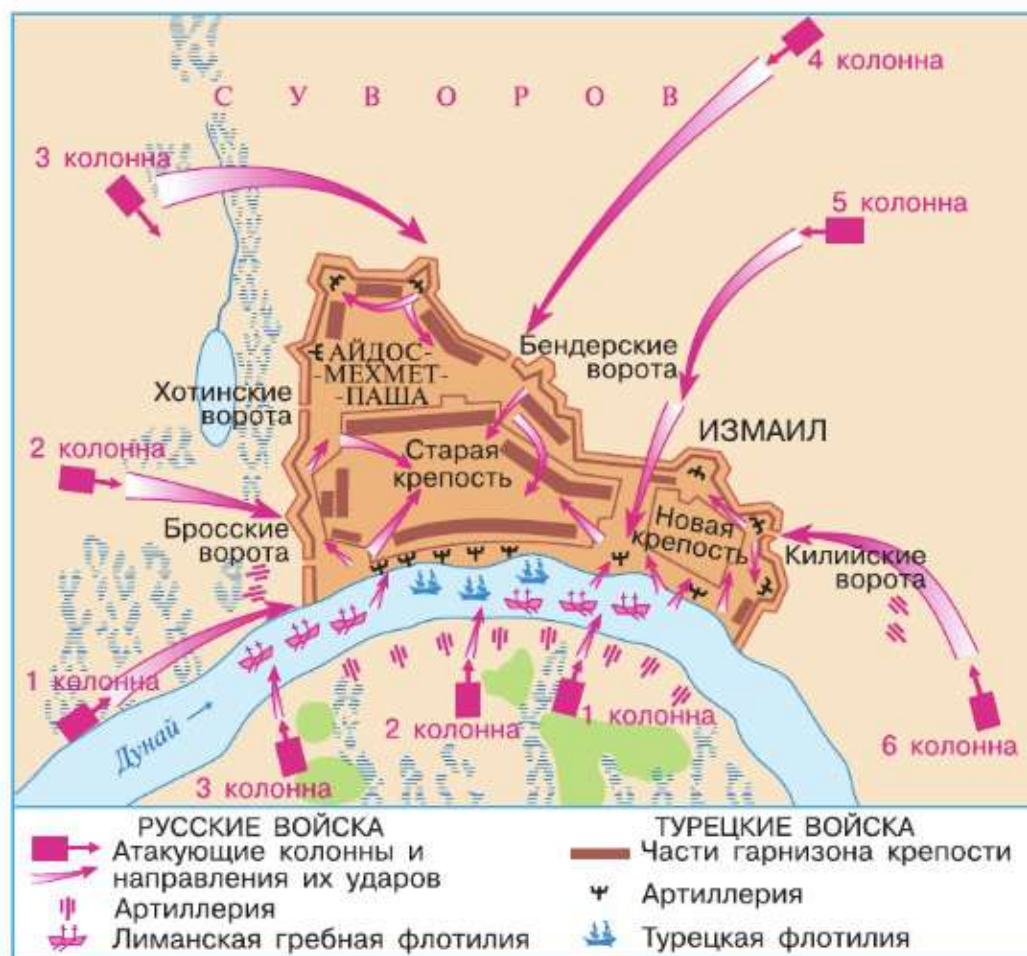 4 колонна
С У В О Р О В
3 колонна
5 колонна
Бендерские
ворота
АЙДОС-
-МЕХМЕТ-
-ПАША
Хотинские
ворота
ИЗМАИЛ
2 колонна
Старая
крепость
Новая
крепость
Бросские
ворота
Килийские
ворота
1 колонна
2 колонна
1 колонна
6 колонна
Дунай
3 колонна
РУССКИЕ ВОЙСКА
Атакующие колонны и
направления их ударов
Артиллерия
Лиманская гребная флотилия
ТУРЕЦКИЕ ВОЙСКА
Части гарнизона крепости
Артиллерия
Турецкая флотилия